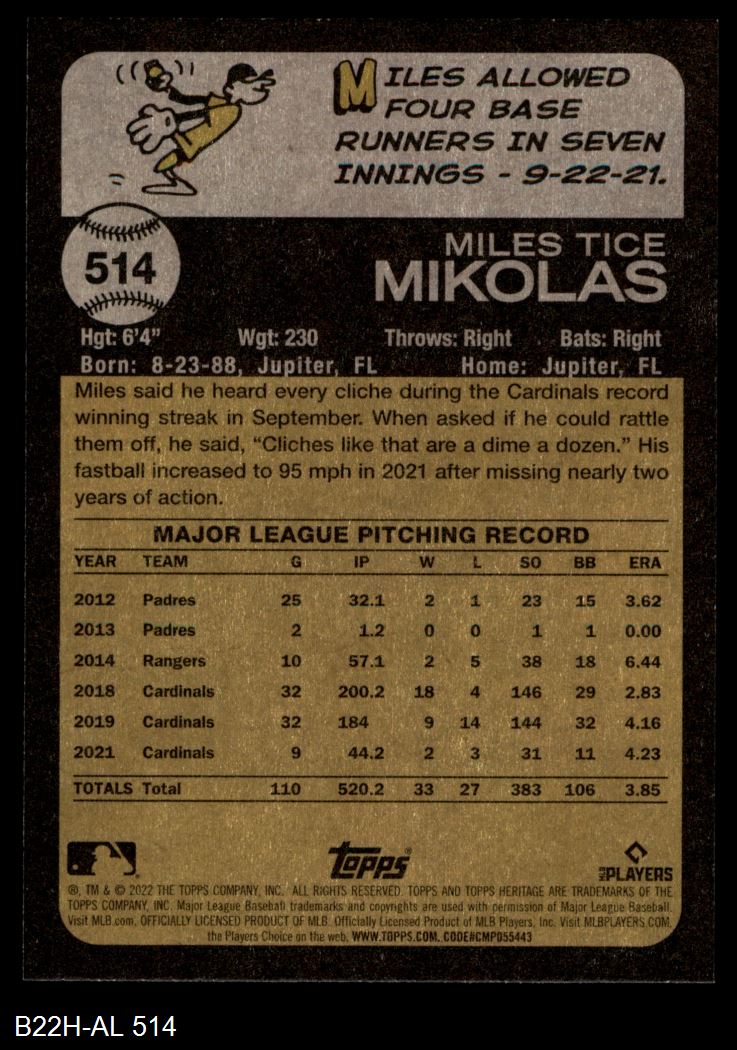 MILES ALLOWED
FOUR BASE
RUNNERS IN SEVEN
INNINGS - 9-22-21.
514
MILES TICE
MIKOLAS
Hgt: 6'4" Wgt: 230 Throws: Right Bats: Right
Born: 8-23-88, Jupiter, FL Home: Jupiter, FL
Miles said he heard every cliche during the Cardinals record
winning streak in September. When asked if he could rattle
them off, he said, “Cliches like that are a dime a dozen.” His
fastball increased to 95 mph in 2021 after missing nearly two
years of action.
MAJOR LEAGUE PITCHING RECORD
YEAR TEAM G IP W L SO BB ERA
2012 Padres 25 32.1 2 1 23 15 3.62
2013 Padres 2 1.2 0 0 1 1 0.00
2014 Rangers 10 57.1 2 5 38 18 6.44
2018 Cardinals 32 200.2 18 4 146 29 2.83
2019 Cardinals 32 184 9 14 144 32 4.16
2021 Cardinals 9 44.2 2 3 31 11 4.23
TOTALS Total 110 520.2 33 27 383 106 3.85
Topps® MLB PLAYERS
®, TM & © 2022 THE TOPPS COMPANY, INC. ALL RIGHTS RESERVED. TOPPS AND TOPPS HERITAGE ARE TRADEMARKS OF THE
TOPPS COMPANY, INC. Major League Baseball trademarks and copyrights are used with permission of Major League Baseball.
Visit MLB.com. OFFICIALLY LICENSED PRODUCT OF MLB Officially Licensed Product of MLB Players, Inc. Visit MLBPLAYERS.COM,
the Players Choice on the web. WWW.TOPPS.COM. CODE#CMP055443
B22H-AL 514